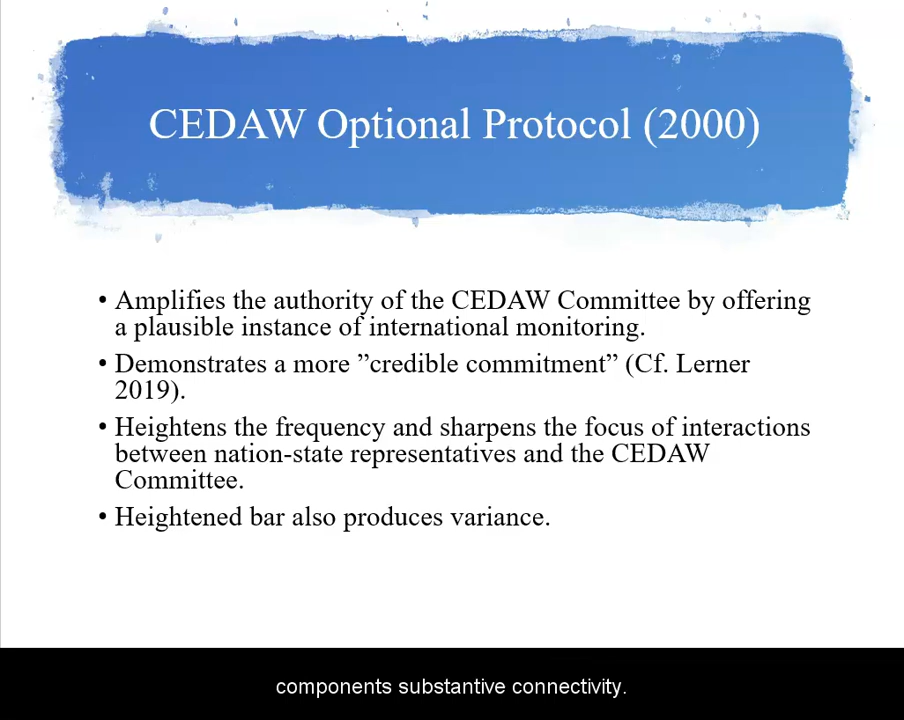 CEDAW Optional Protocol (2000)
• Amplifies the authority of the CEDAW Committee by offering
a plausible instance of international monitoring.
• Demonstrates a more ”credible commitment” (Cf. Lerner
2019).
• Heightens the frequency and sharpens the focus of interactions
between nation-state representatives and the CEDAW
Committee.
• Heightened bar also produces variance.
components substantive connectivity.